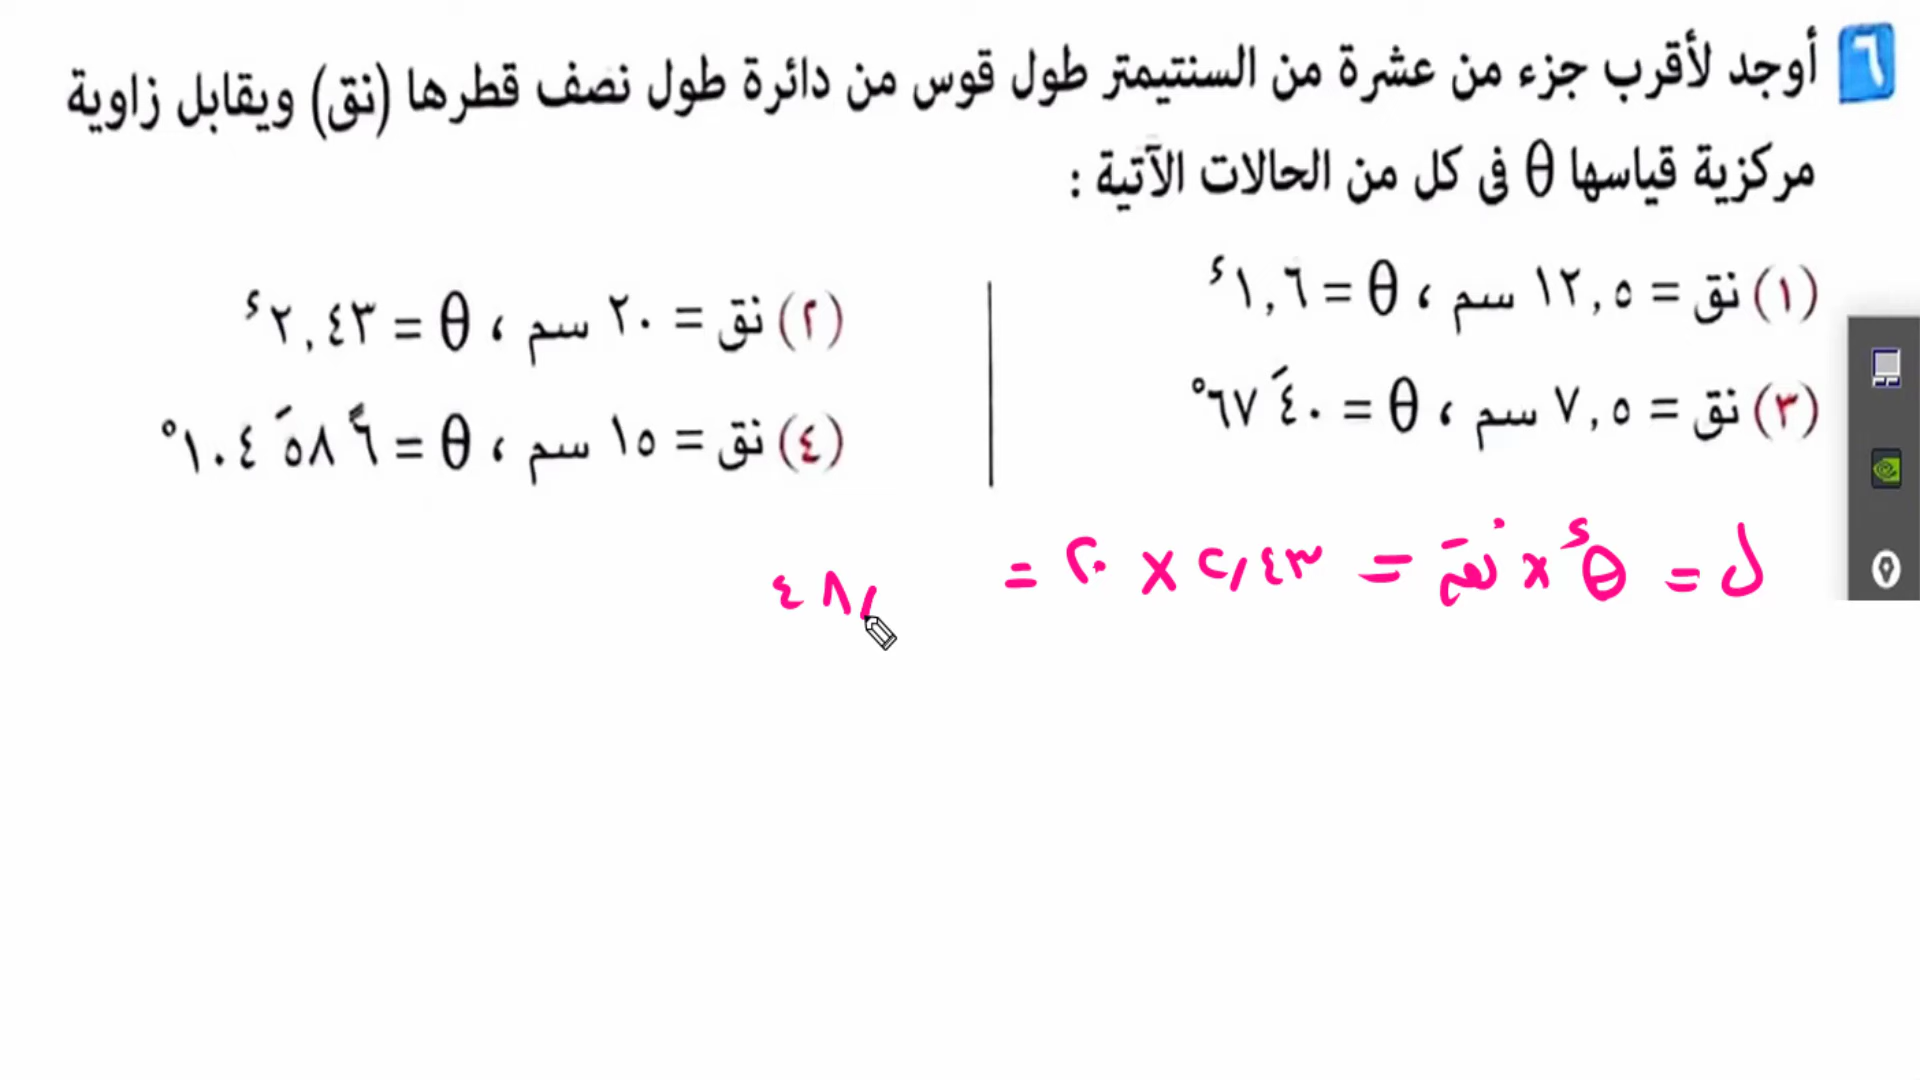 ٦ أوجد لأقرب جزء من عشرة من السنتيمتر طول قوس من دائرة طول نصف قطرها (نق) ويقابل زاوية
مركزية قياسها θ فى كل من الحالات الآتية :
(١) نق = ١٢,٥ سم ، θ = ١,٦ ء
(٢) نق = ٢٠ سم ، θ = ٢,٤٣ ء
(٣) نق = ٧,٥ سم ، θ = ٤٠ َ ٦٧ °
(٤) نق = ١٥ سم ، θ = ٦ ً ٥٨ َ ١٠٤ °
ل = θ ء × نق = ٢,٤٣ × ٢٠ = ٤٨,